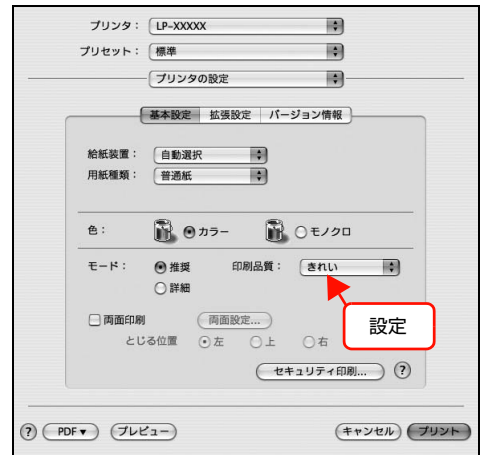 プリンタ： LP-XXXXX
プリセット： 標準
プリンタの設定
基本設定 拡張設定 バージョン情報
給紙装置： 自動選択
用紙種類： 普通紙
色： カラー モノクロ
モード： 推奨 印刷品質： きれい
詳細
両面印刷 両面設定...
設定
とじる位置 左 上 右
セキュリティ印刷... ?
? PDF▼ プレビュー キャンセル プリント